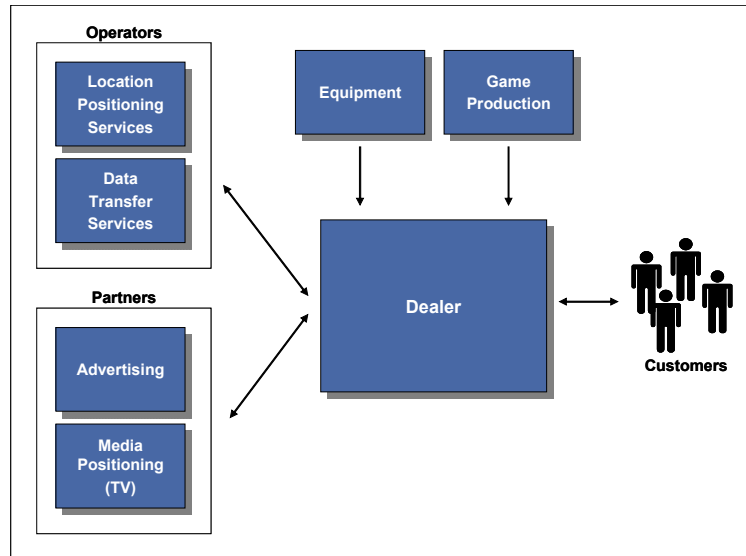 Operators
Location
Positioning
Services
Data
Transfer
Services
Equipment
Game
Production
Dealer
Customers
Partners
Advertising
Media
Positioning
(TV)